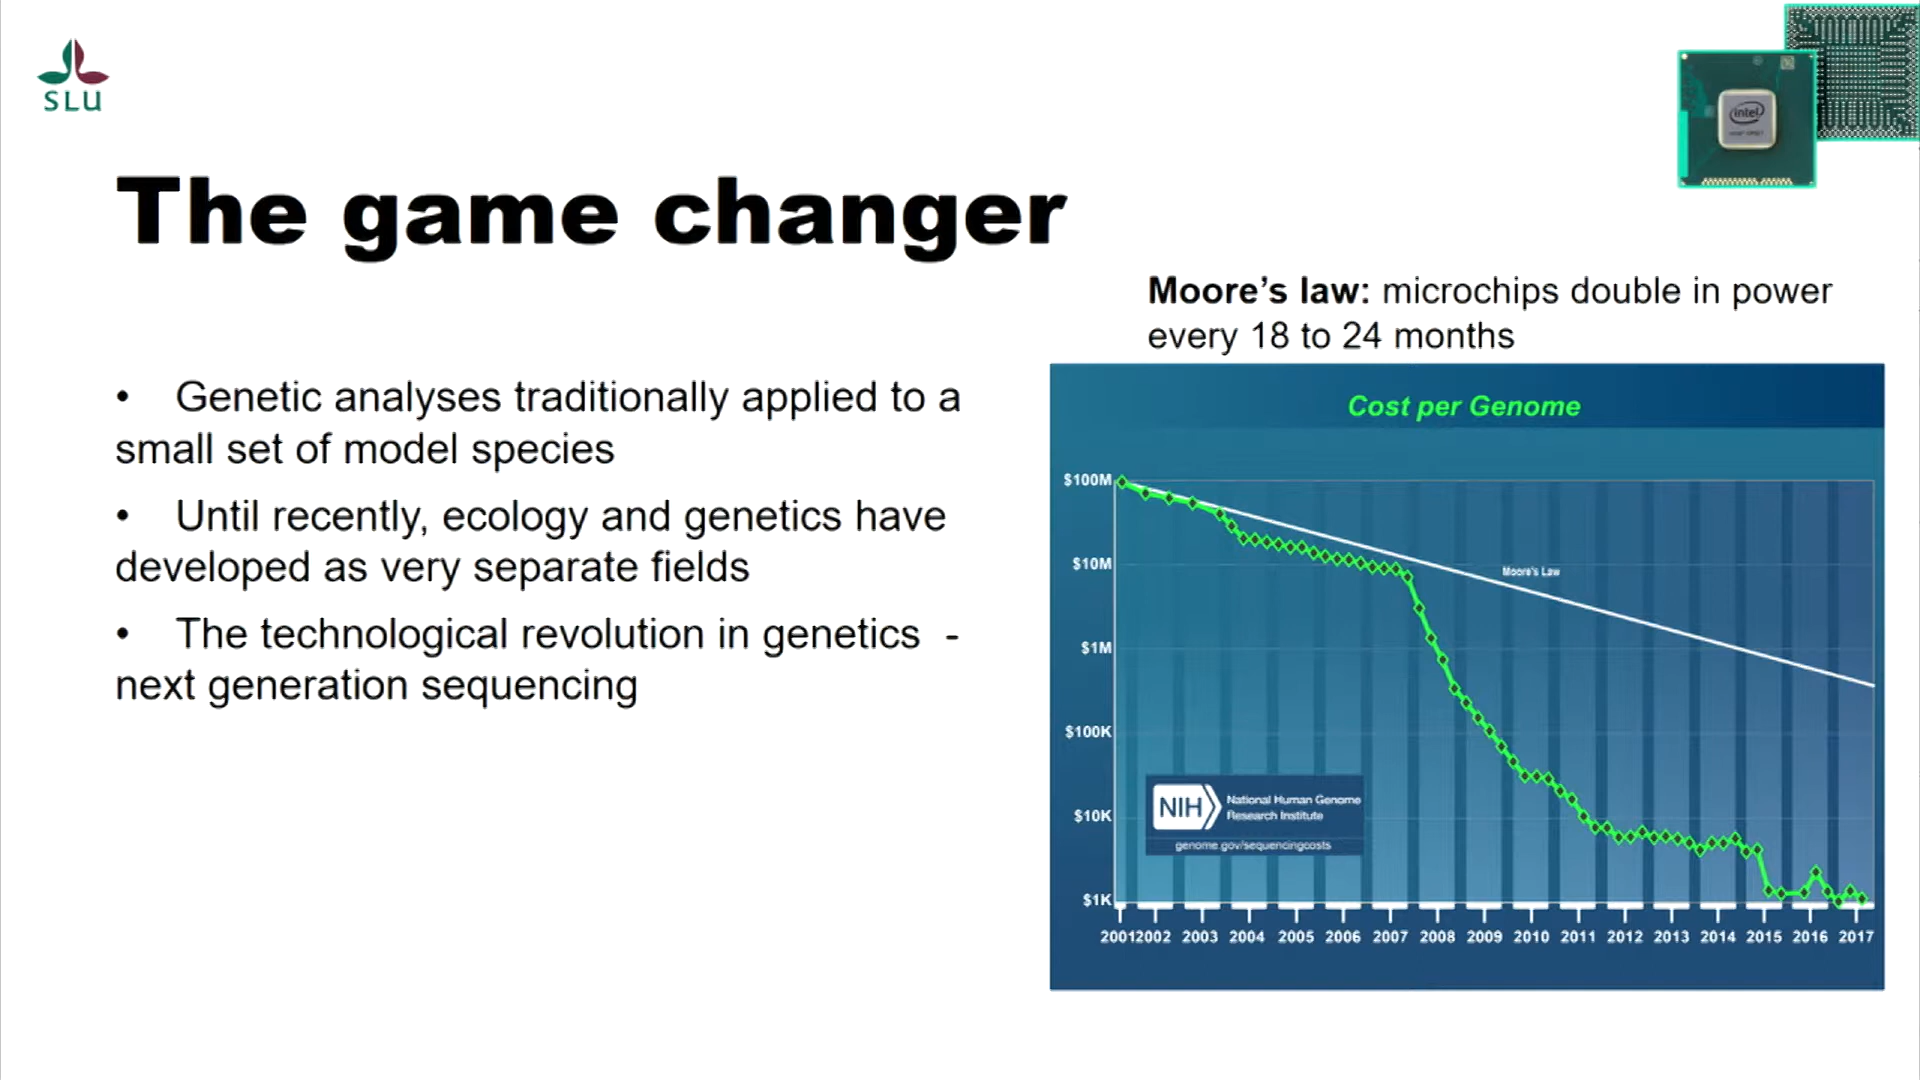 SLU
intel
The game changer
Moore’s law: microchips double in power
every 18 to 24 months
• Genetic analyses traditionally applied to a
small set of model species
• Until recently, ecology and genetics have
developed as very separate fields
• The technological revolution in genetics -
next generation sequencing
Cost per Genome
$100M
$10M
$1M
$100K
$10K
$1K
Moore's Law
NIH
National Human Genome
Research Institute
genome.gov/sequencingcosts
2001 2002 2003 2004 2005 2006 2007 2008 2009 2010 2011 2012 2013 2014 2015 2016 2017